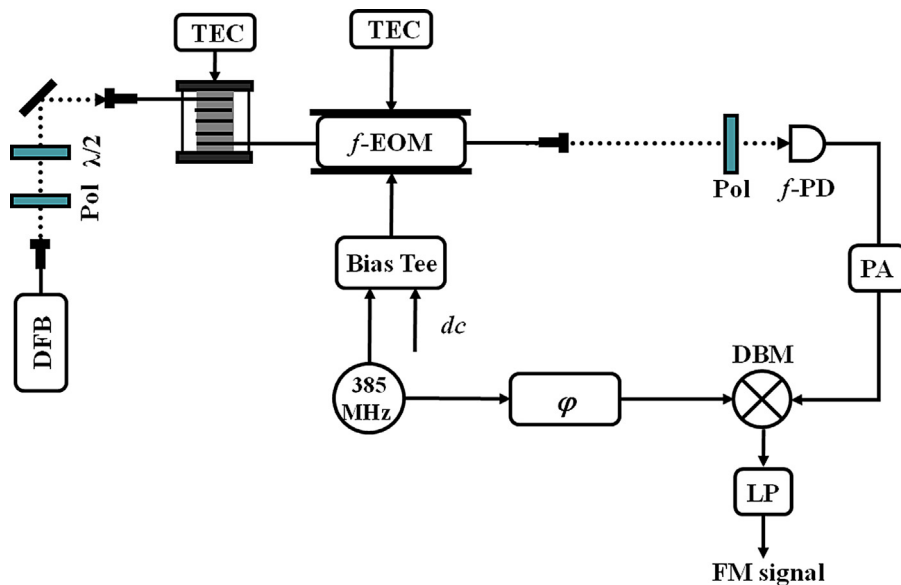 TEC
TEC
λ/2
Pol
DFB
f-EOM
Pol
f-PD
Bias Tee
dc
PA
385
MHz
φ
DBM
LP
FM signal